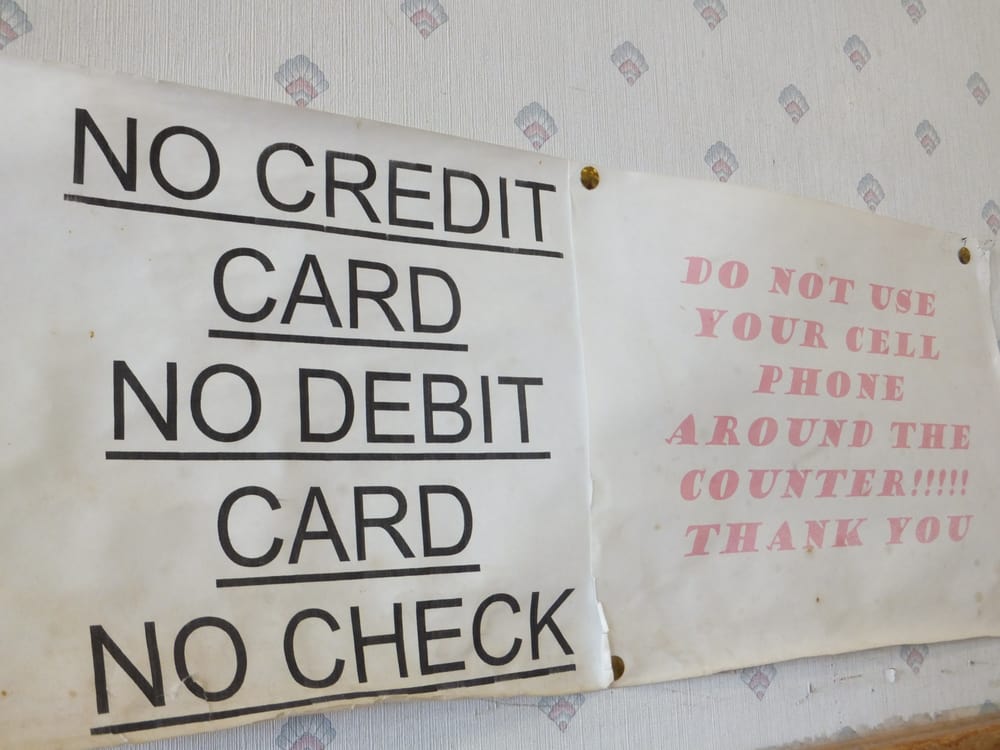 NO CREDIT
CARD
NO DEBIT
CARD
NO CHECK
DO NOT USE
YOUR CELL
PHONE
AROUND THE
COUNTER!!!!!
THANK YOU